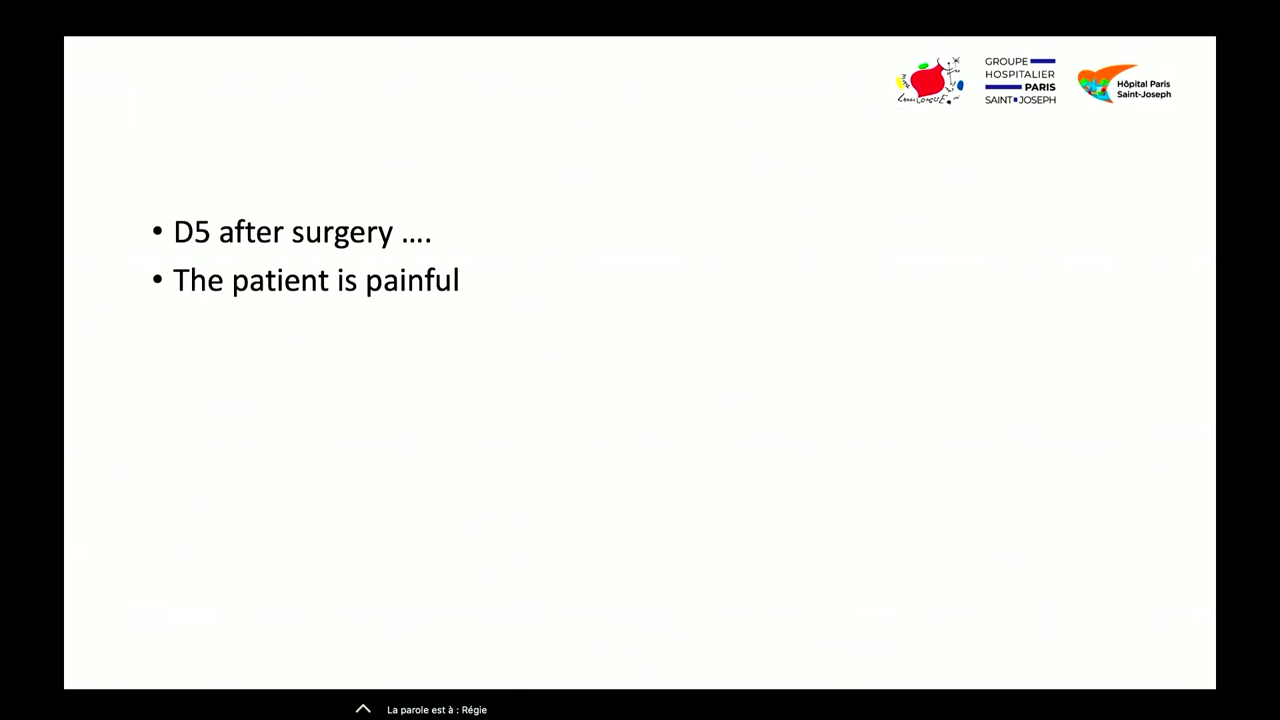 GROUPE
HOSPITALIER
PARIS
SAINT JOSEPH
Hôpital Paris
Saint-Joseph
• D5 after surgery ....
• The patient is painful
La parole est à : Régie